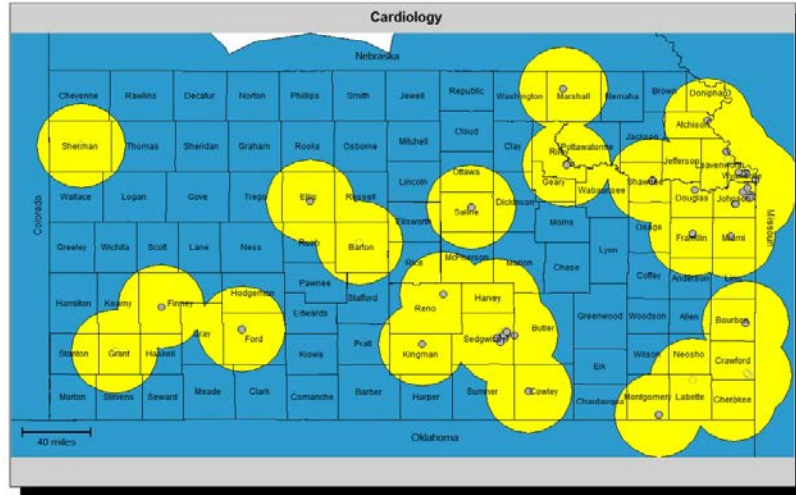 Cardiology
Nebraska
Cheyenne Rawlins Decatur Norton Phillips Smith Jewell Republic Washington Marshall Nemaha Brown Doniphan
Atchison
Sherman Thomas Sheridan Graham Rooks Osborne Mitchell Cloud Clay Riley Pottawatomie Jackson Jefferson Leavenworth
Ottawa
Wallace Logan Gove Trego Ellis Russell Lincoln Saline Dickinson Geary Wabaunsee Shawnee Wyandotte
Douglas Johnson
Ellsworth Morris
Colorado Missouri
Greeley Wichita Scott Lane Ness Rush Barton Rice McPherson Marion Chase Lyon Osage Franklin Miami
Pawnee Coffey Anderson Linn
Hamilton Kearny Finney Hodgeman Stafford Reno Harvey
Edwards
Gray Ford Butler Greenwood Woodson Allen Bourbon
Stanton Grant Haskell Kiowa Pratt Kingman Sedgwick Wilson Neosho Crawford
Elk
Morton Stevens Seward Meade Clark Comanche Barber Harper Sumner Cowley Chautauqua Montgomery Labette Cherokee
40 miles
Oklahoma